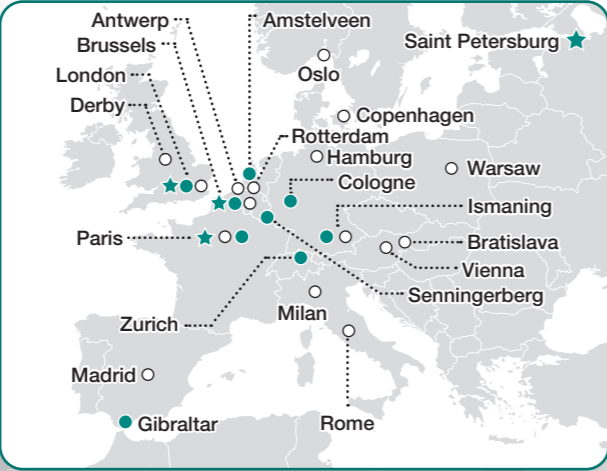 Antwerp
Amstelveen
Brussels
Saint Petersburg
London
Oslo
Derby
Copenhagen
Rotterdam
Hamburg
Warsaw
Cologne
Ismaning
Paris
Bratislava
Vienna
Senningerberg
Milan
Zurich
Madrid
Gibraltar
Rome